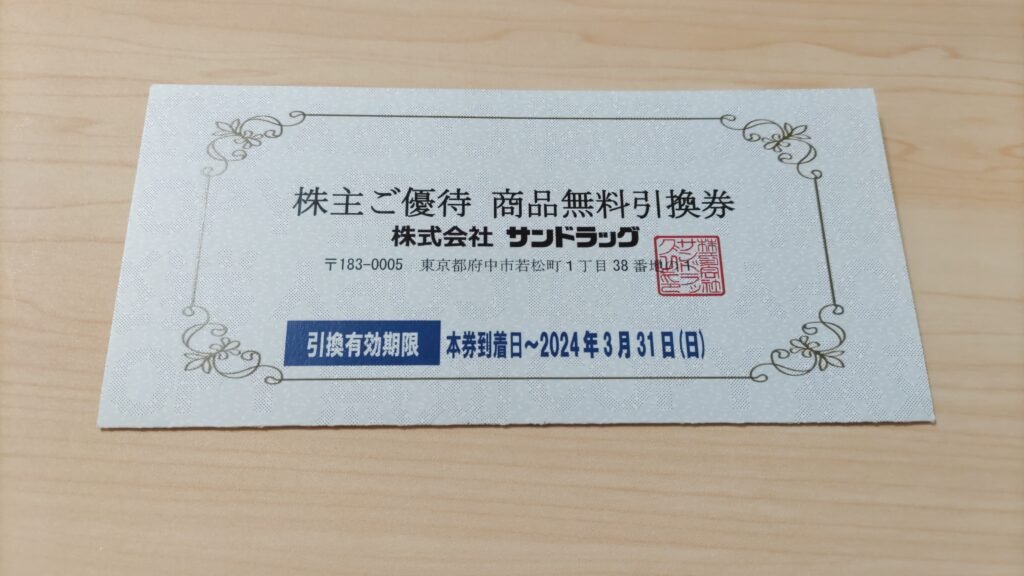 株主ご優待 商品無料引換券
株式会社 サンドラッグ
〒183-0005 東京都府中市若松町1丁目38番地の1
引換有効期限 本券到着日～2024年3月31日(日)